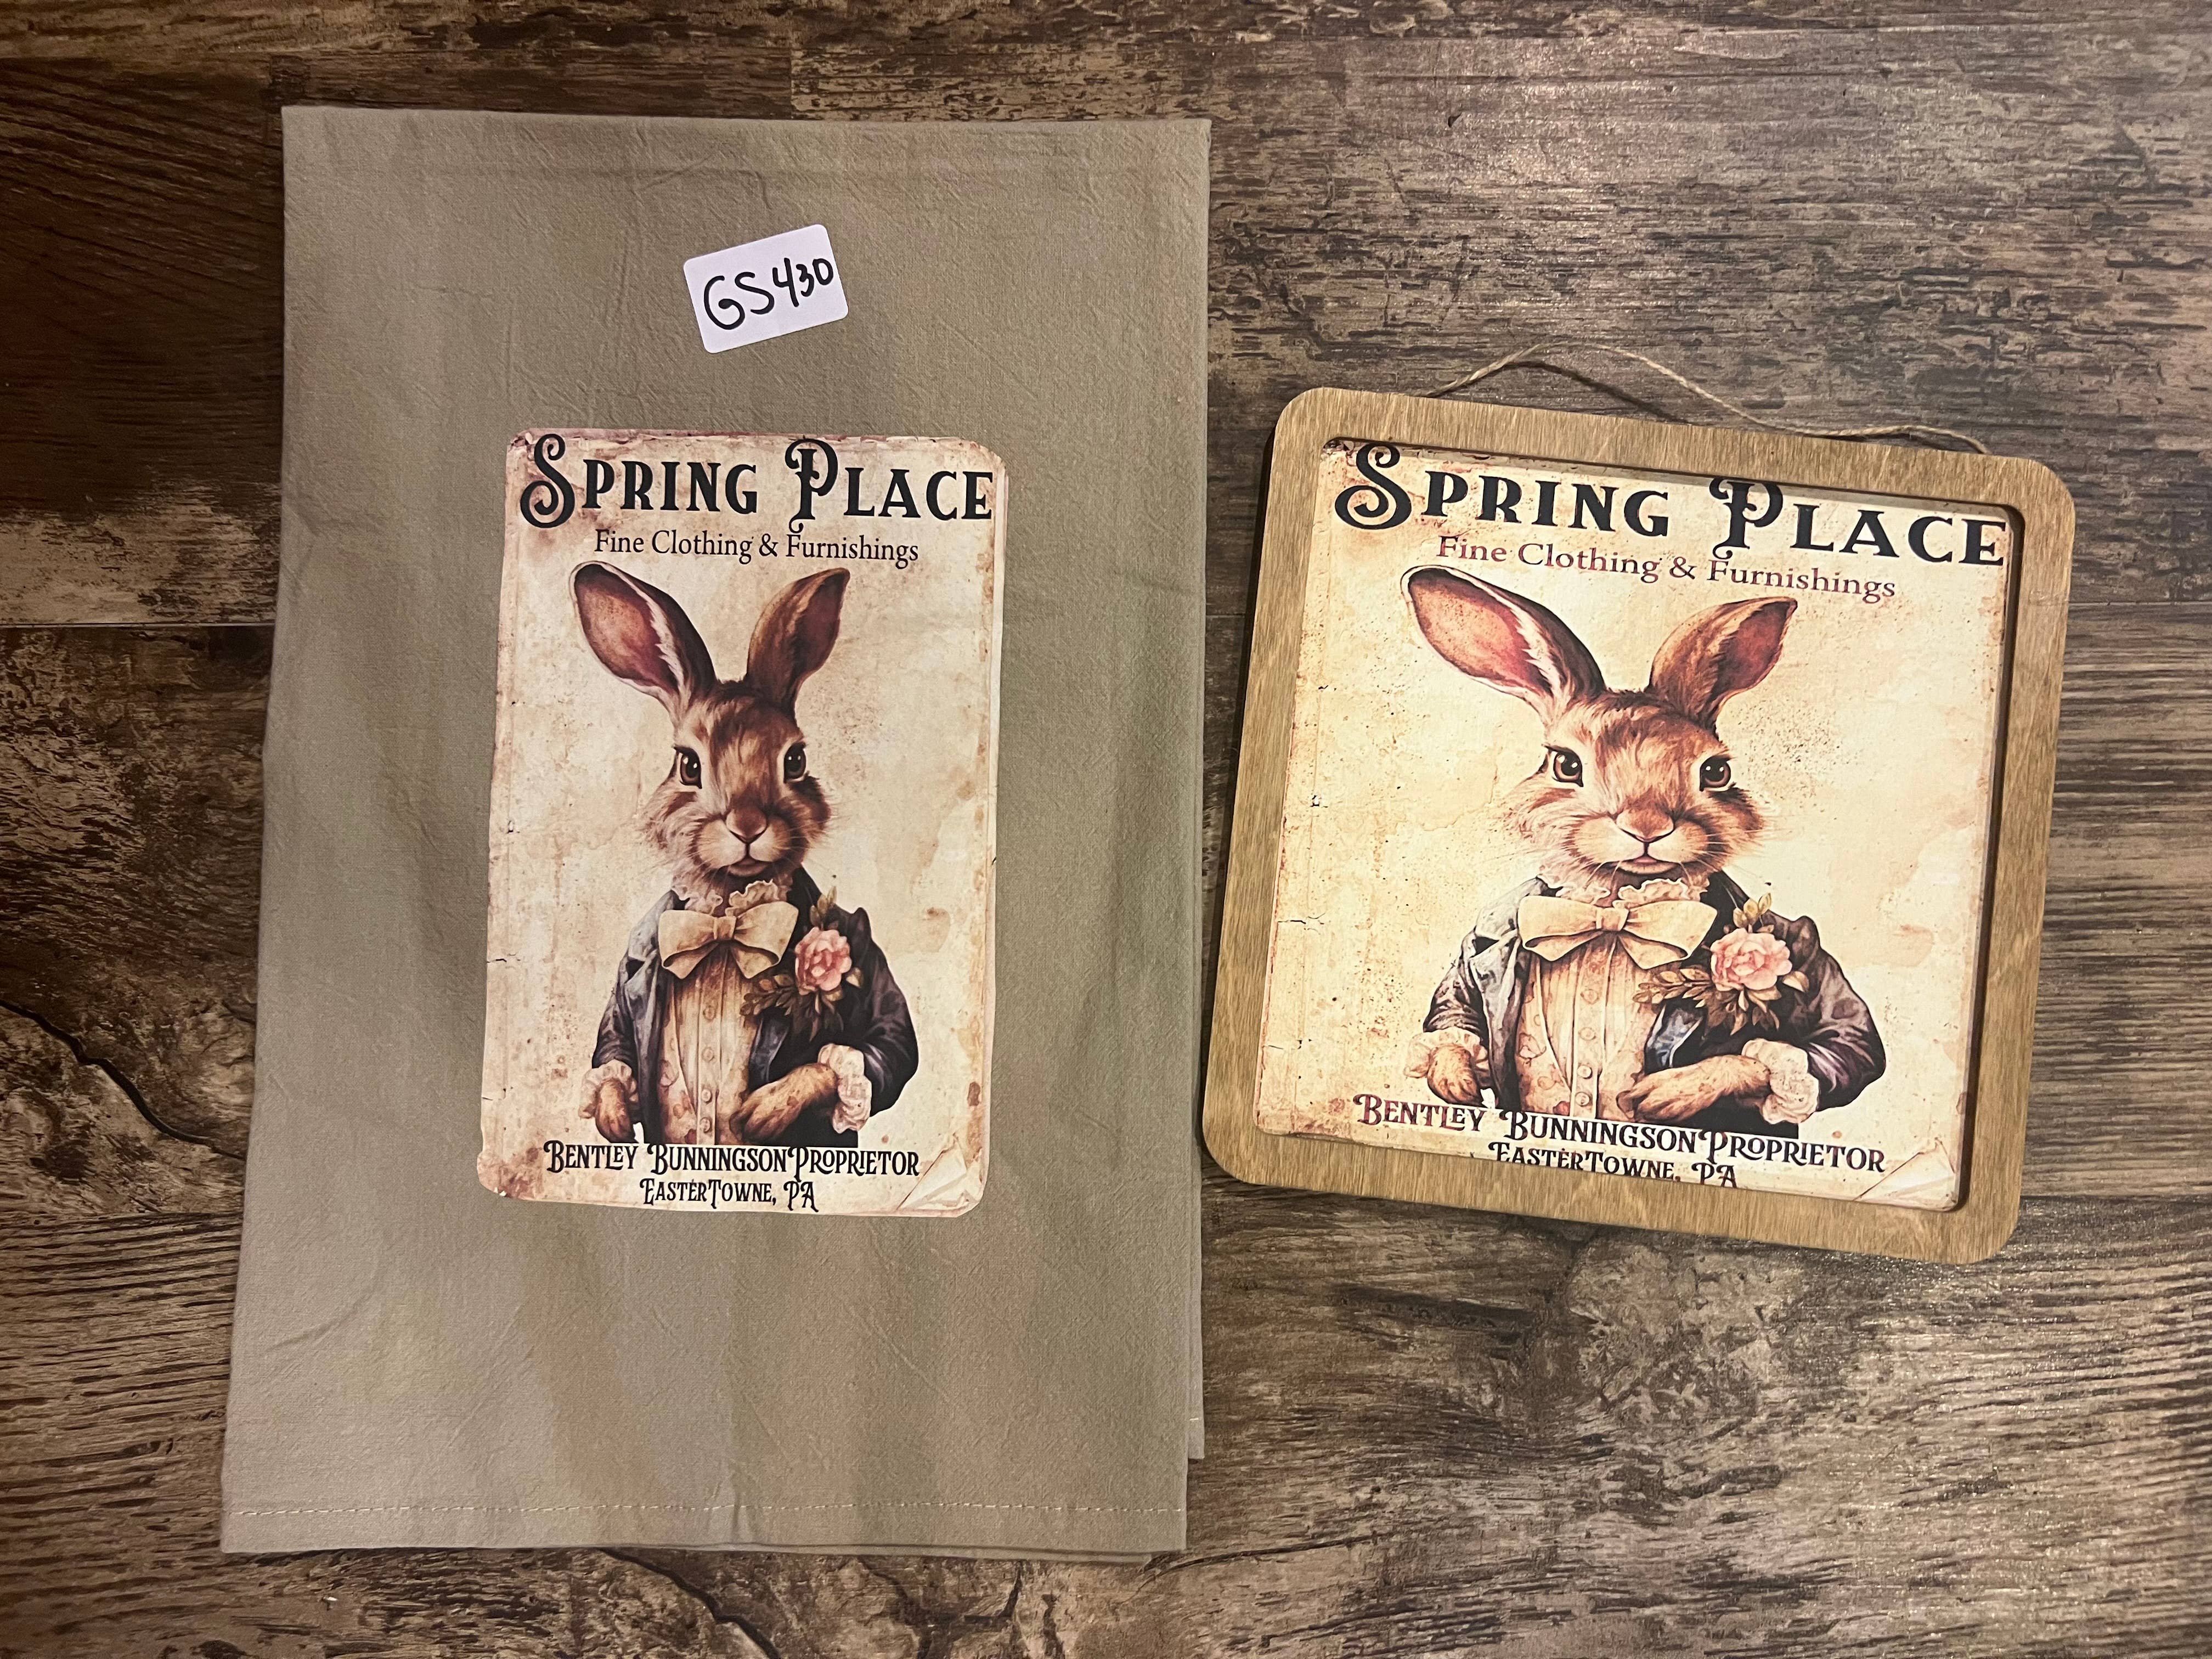 GS430
SPRING PLACE
Fine Clothing & Furnishings
BENTLEY BUNNINGSON PROPRIETOR
EASTERTOWNE, PA
SPRING PLACE
Fine Clothing & Furnishings
BENTLEY BUNNINGSON PROPRIETOR
EASTERTOWNE, PA